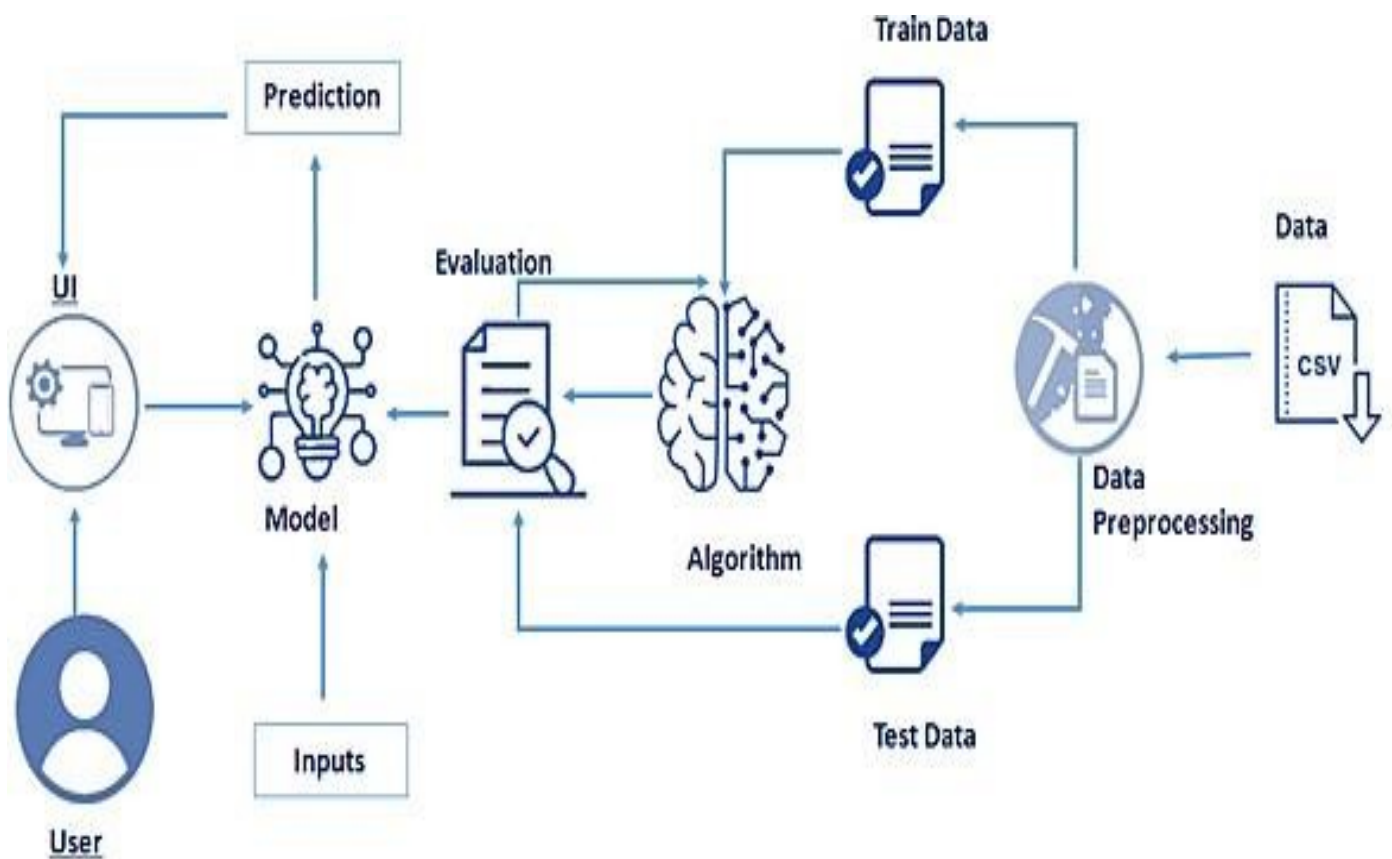 Train Data
Prediction
Data
Evaluation
UI
CSV
Data
Preprocessing
Model
Algorithm
Test Data
Inputs
User